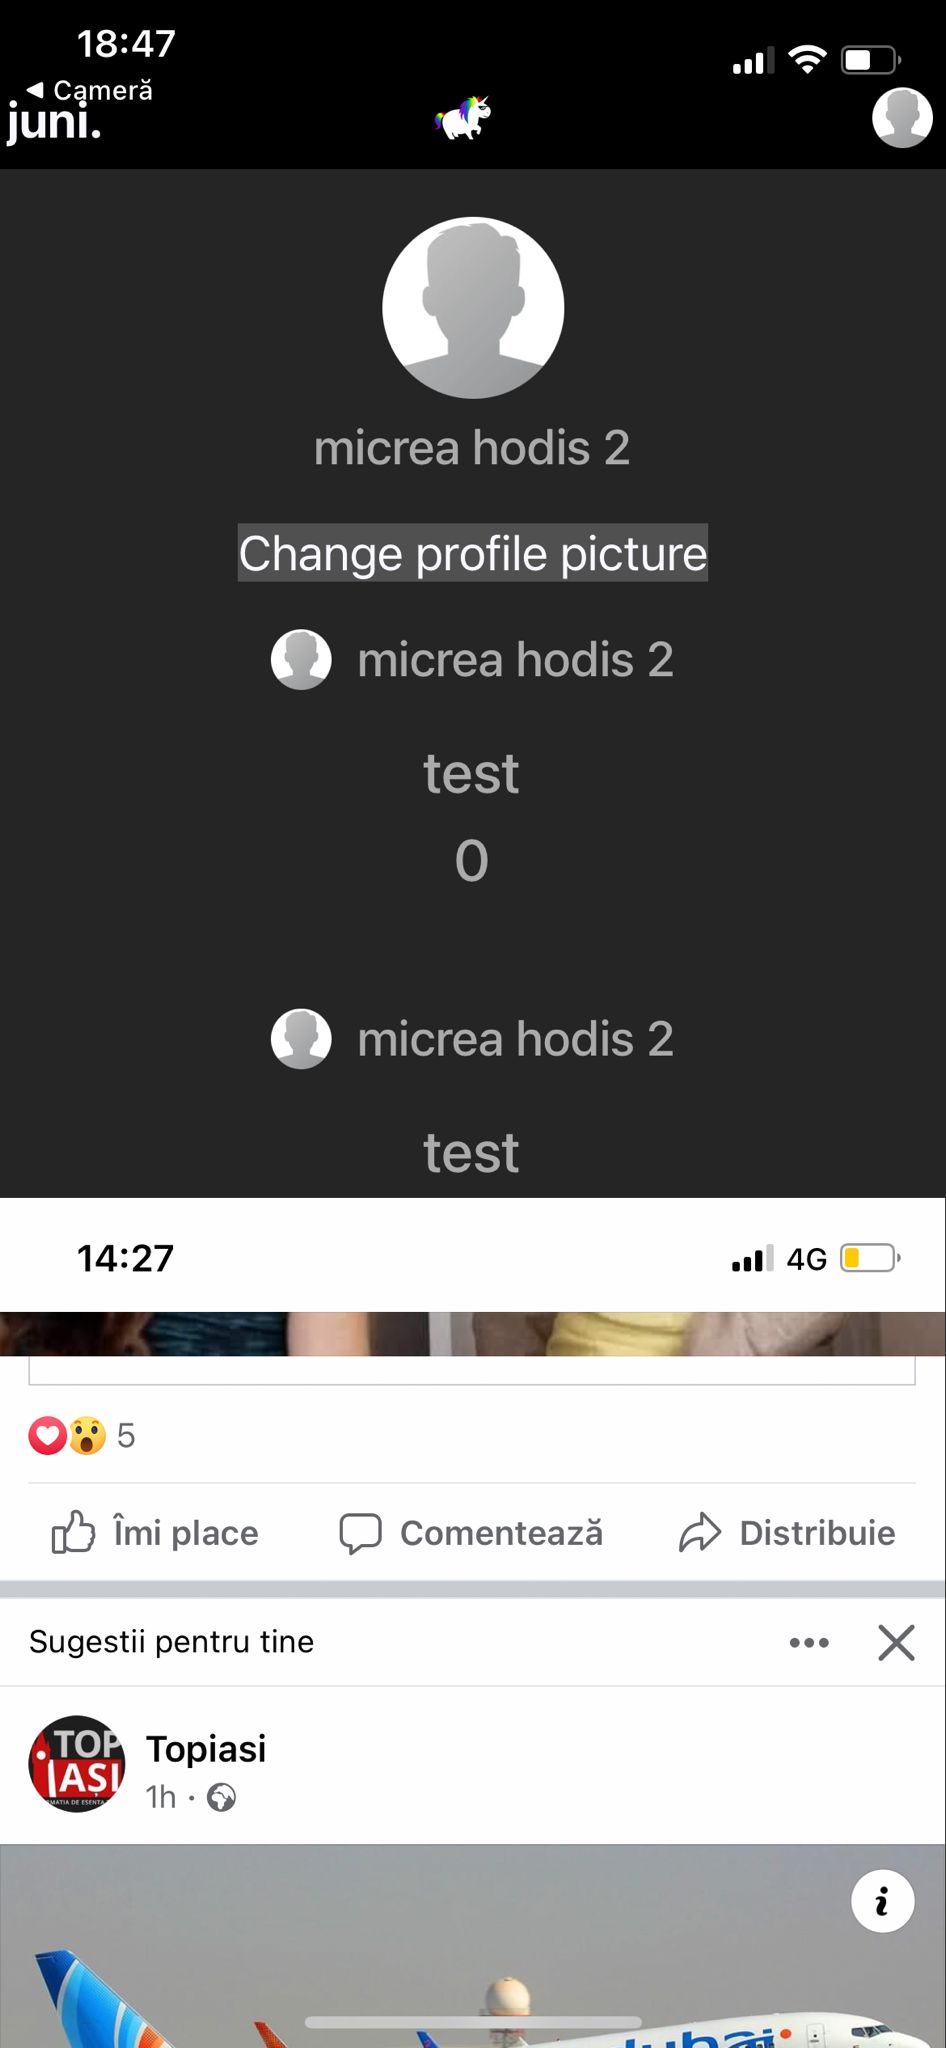 18:47
Cameră
juni.
micrea hodis 2
Change profile picture
micrea hodis 2
test
0
micrea hodis 2
test
14:27
4G
5
Îmi place
Comentează
Distribuie
Sugestii pentru tine
TOP
IAȘI
Topiasi
1h
dubai